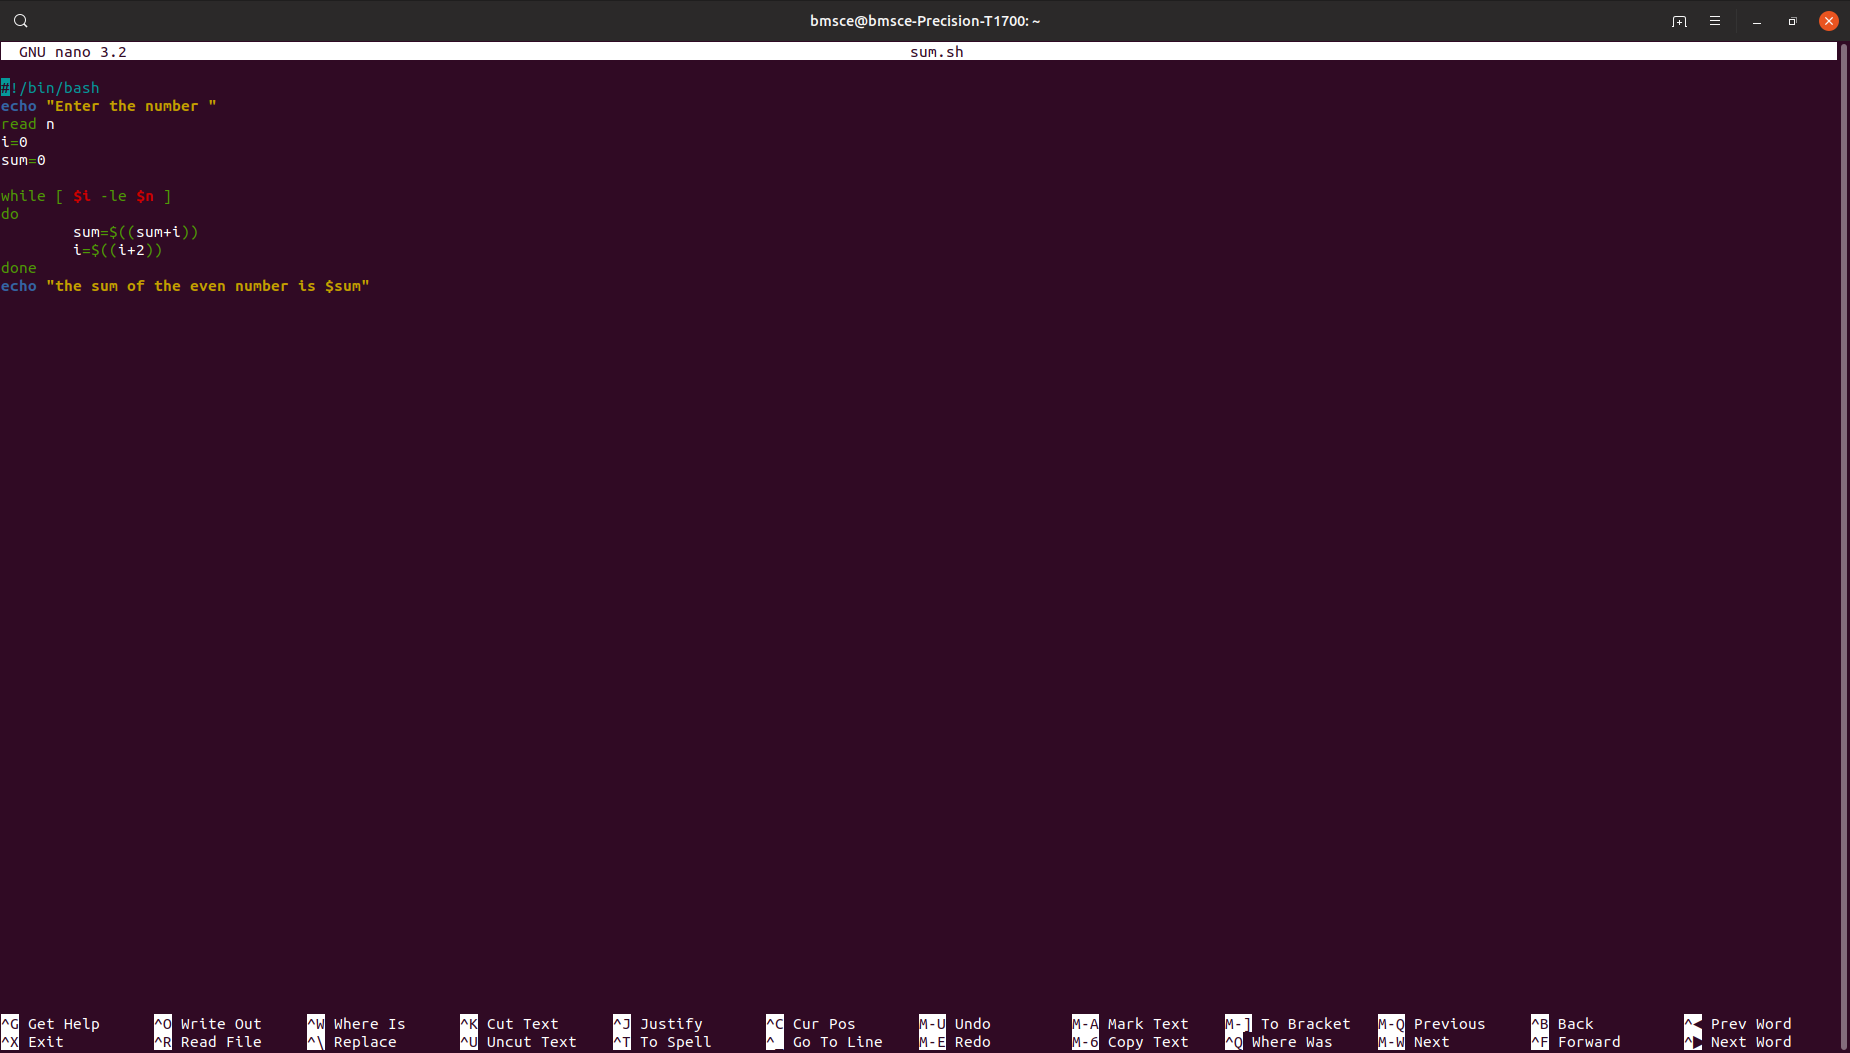 bmsce@bmsce-Precision-T1700: ~
GNU nano 3.2 sum.sh
#!/bin/bash
echo "Enter the number "
read n
i=0
sum=0
while [ $i -le $n ]
do
sum=$((sum+i))
i=$((i+2))
done
echo "the sum of the even number is $sum"
^G Get Help ^O Write Out ^W Where Is ^K Cut Text ^J Justify ^C Cur Pos M-U Undo M-A Mark Text M-] To Bracket M-Q Previous ^B Back ^◀ Prev Word
^X Exit ^R Read File ^\ Replace ^U Uncut Text ^T To Spell ^_ Go To Line M-E Redo M-6 Copy Text ^Q Where Was M-W Next ^F Forward ^▶ Next Word